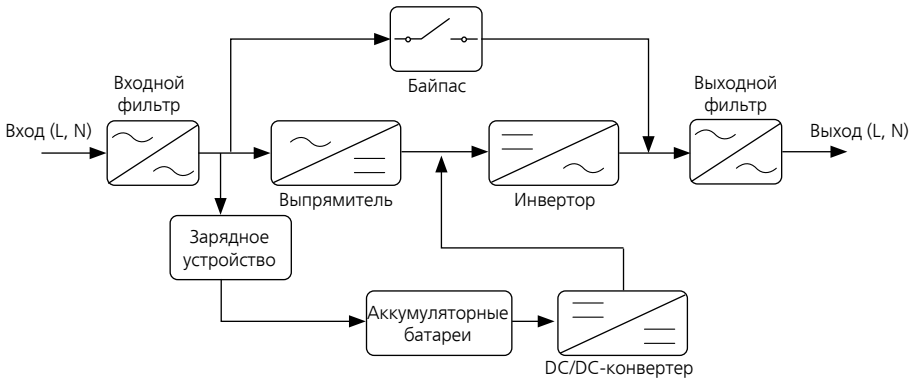 Байпас
Входной
фильтр
Выходной
фильтр
Вход (L, N)
Выход (L, N)
Выпрямитель
Инвертор
Зарядное
устройство
Аккумуляторные
батареи
DC/DC-конвертер